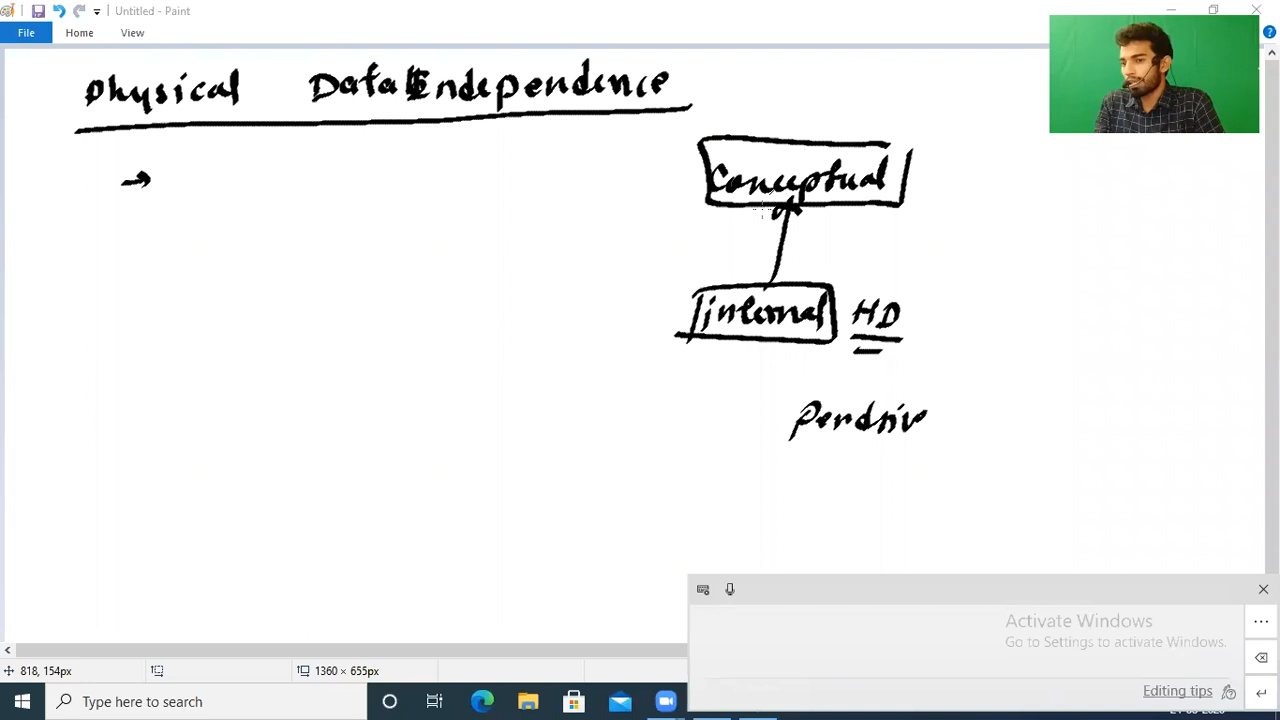 Untitled - Paint
File Home View
Physical Data Independence
Conceptual
internal HD
Pendrive
Activate Windows
Go to Settings to activate Windows.
818, 154px
1360 × 655px
Editing tips
Type here to search